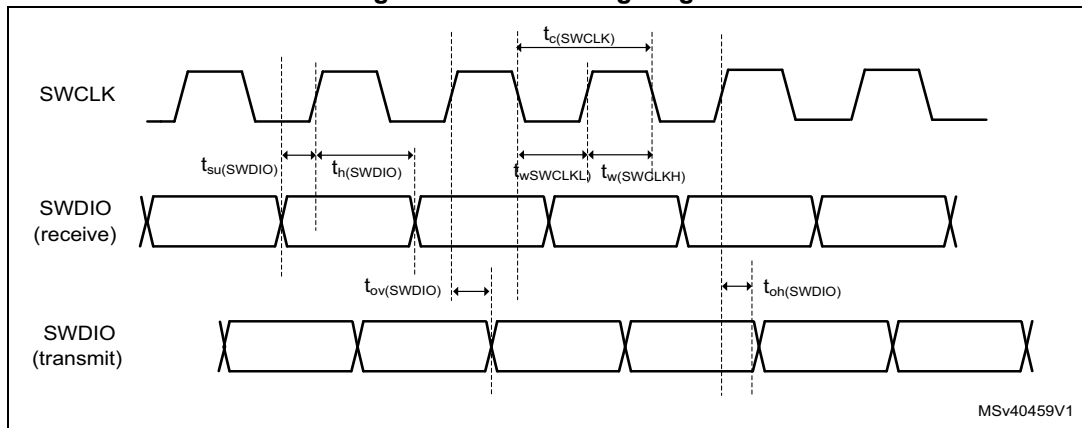 tc(SWCLK)
SWCLK
tsu(SWDIO)
th(SWDIO)
twSWCLKL)
tw(SWCLKH)
SWDIO
(receive)
tov(SWDIO)
toh(SWDIO)
SWDIO
(transmit)
MSv40459V1